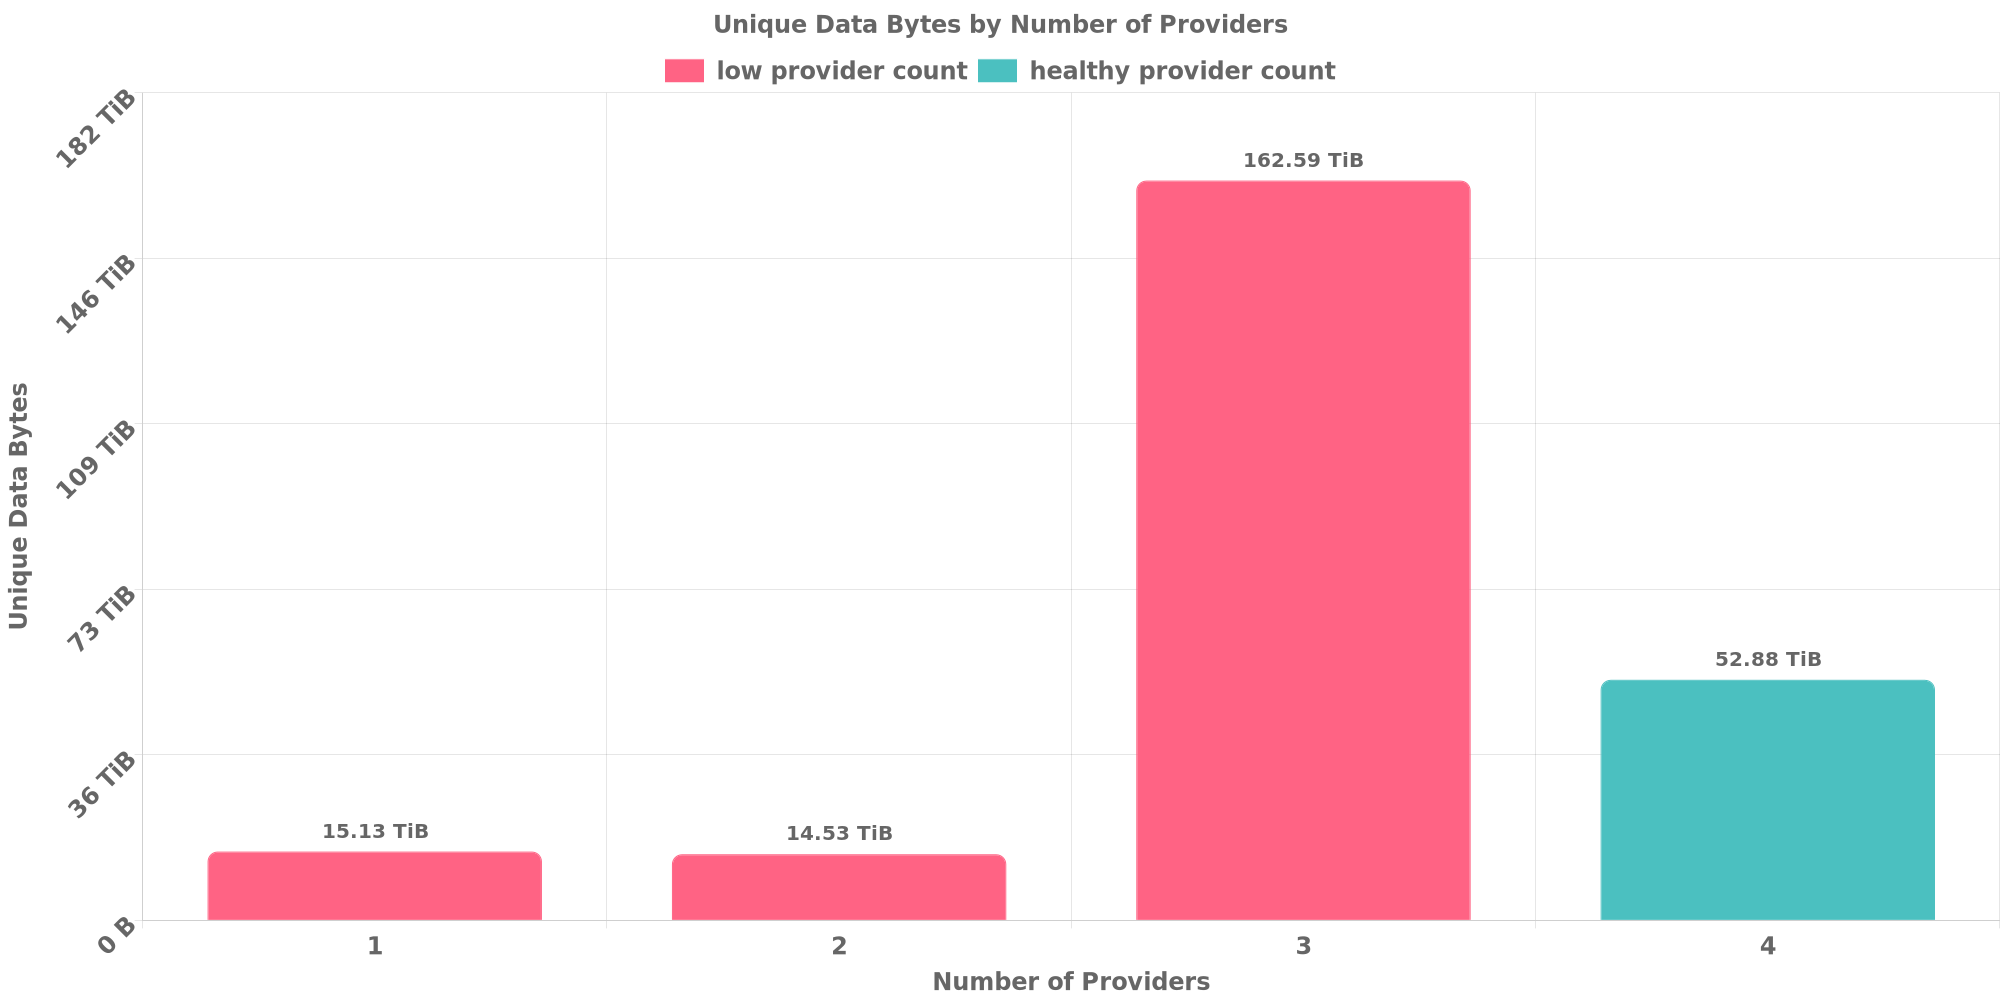 Unique Data Bytes by Number of Providers
low provider count healthy provider count
182 TiB
146 TiB
109 TiB
73 TiB
36 TiB
0 B
Unique Data Bytes
15.13 TiB
14.53 TiB
162.59 TiB
52.88 TiB
1 2 3 4
Number of Providers